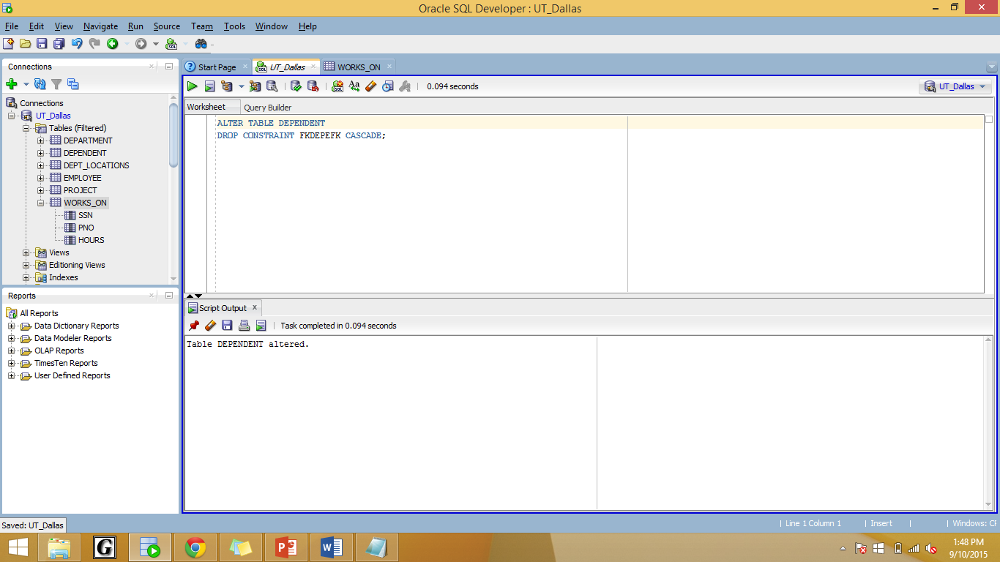 Oracle SQL Developer : UT_Dallas
File Edit View Navigate Run Source Team Tools Window Help
Connections
Connections
UT_Dallas
Tables (Filtered)
DEPARTMENT
DEPENDENT
DEPT_LOCATIONS
EMPLOYEE
PROJECT
WORKS_ON
SSN
PNO
HOURS
Views
Editioning Views
Indexes
Reports
All Reports
Data Dictionary Reports
Data Modeler Reports
OLAP Reports
TimesTen Reports
User Defined Reports
Start Page UT_Dallas WORKS_ON
0.094 seconds UT_Dallas
Worksheet Query Builder
ALTER TABLE DEPENDENT
DROP CONSTRAINT FKDEPEFK CASCADE;
Script Output x
Task completed in 0.094 seconds
Table DEPENDENT altered.
Saved: UT_Dallas
Line 1 Column 1 Insert Windows: CF
1:48 PM
9/10/2015